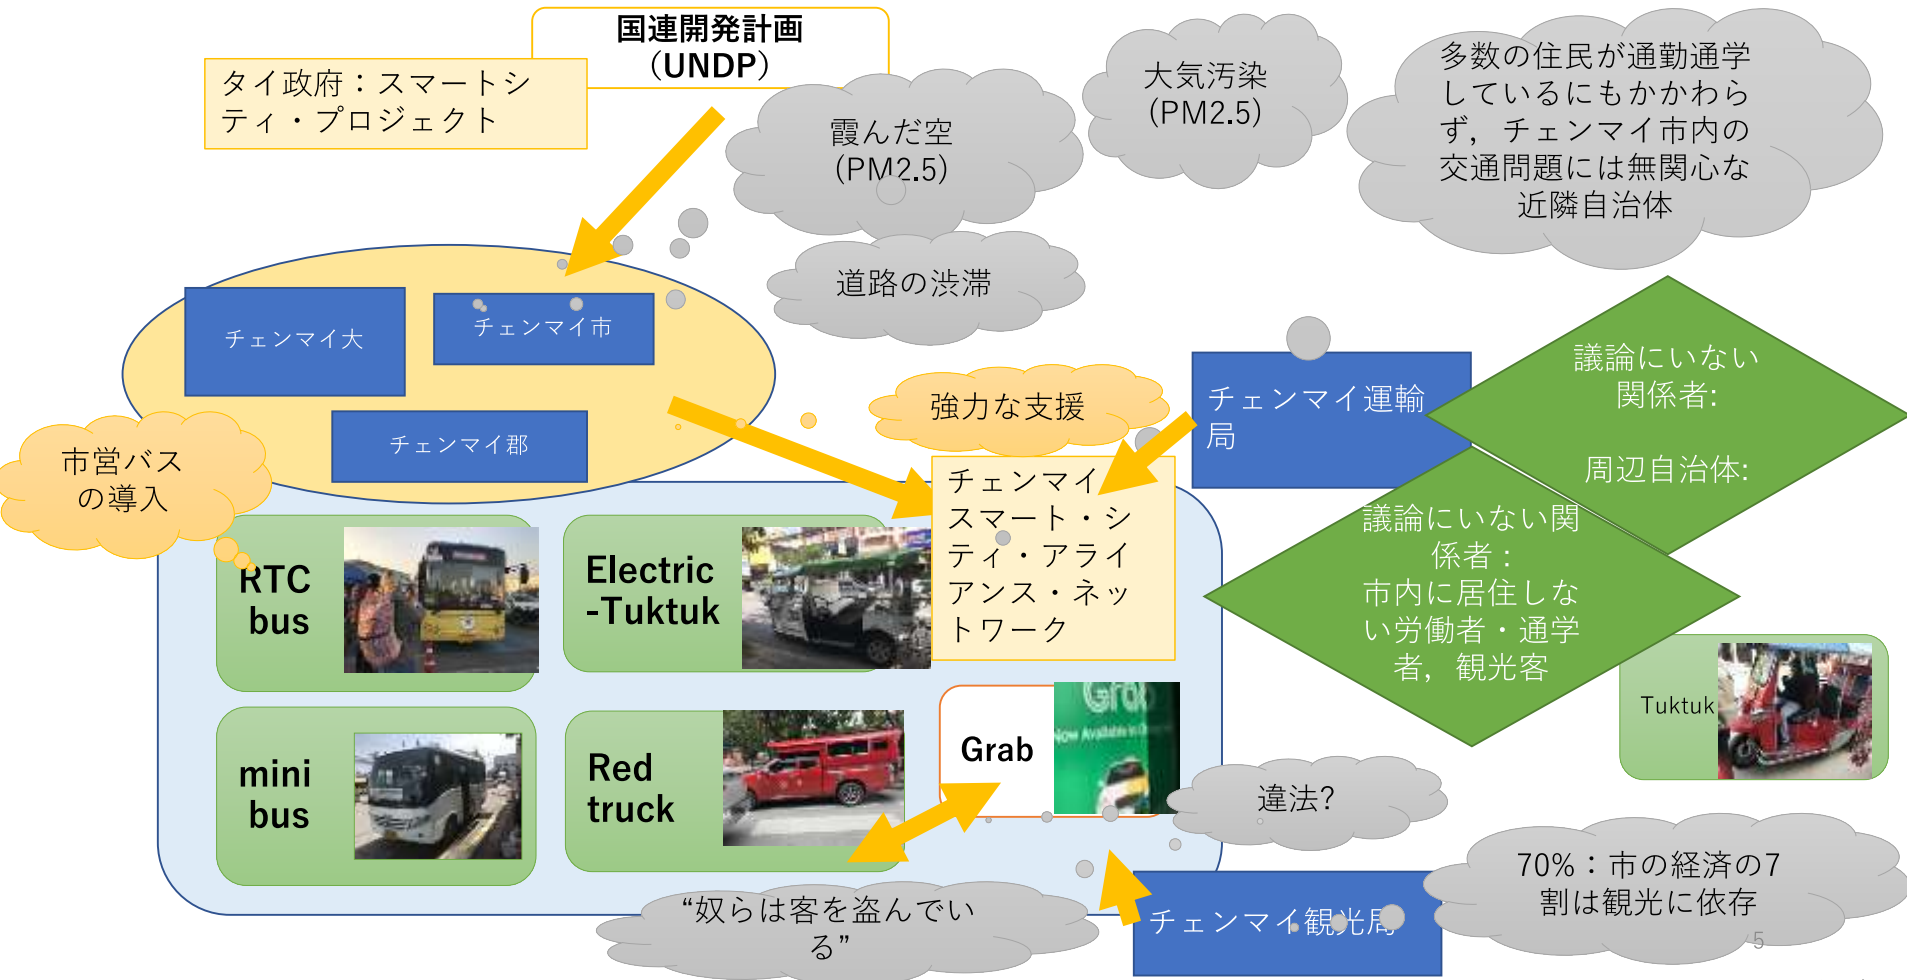 国連開発計画
（UNDP）
タイ政府：スマートシ
ティ・プロジェクト
霞んだ空
(PM2.5)
大気汚染
(PM2.5)
多数の住民が通勤通学
しているにもかかわら
ず，チェンマイ市内の
交通問題には無関心な
近隣自治体
道路の渋滞
チェンマイ大
チェンマイ市
チェンマイ郡
市営バス
の導入
強力な支援
チェンマイ運輸
局
議論にいない
関係者:
周辺自治体:
チェンマイ
スマート・シ
ティ・アライ
アンス・ネッ
トワーク
議論にいない関
係者：
市内に居住しな
い労働者・通学
者，観光客
RTC
bus
Electric
-Tuktuk
Tuktuk
mini
bus
Red
truck
Grab
Grab
Now Available in
違法?
70%：市の経済の7
割は観光に依存
“奴らは客を盗んでい
る”
チェンマイ観光局
5